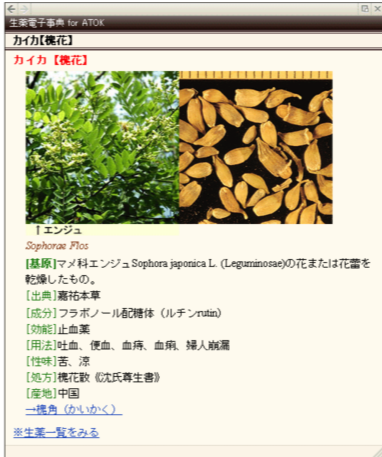 生薬電子事典 for ATOK
カイカ【槐花】
カイカ【槐花】
↑エンジュ
Sophorae Flos
[基原]マメ科エンジュSophora japonica L. (Leguminosae)の花または花蕾を
乾燥したもの。
[出典]嘉祐本草
[成分]フラボノール配糖体（ルチンrutin)
[効能]止血薬
[用法]吐血、便血、血痔、血痢、婦人崩漏
[性味]苦、涼
[処方]槐花散《沈氏尊生書》
[産地]中国
→槐角（かいかく）
※生薬一覧をみる